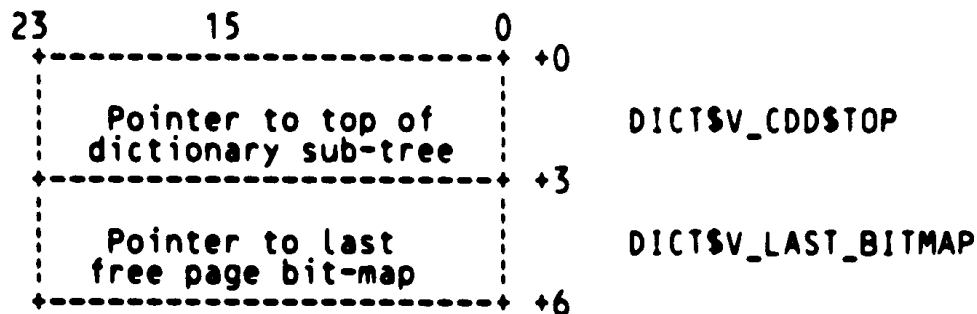 23 15 0
+0
Pointer to top of DICT$V_CDD$TOP
dictionary sub-tree
+3
Pointer to last DICT$V_LAST_BITMAP
free page bit-map
+6